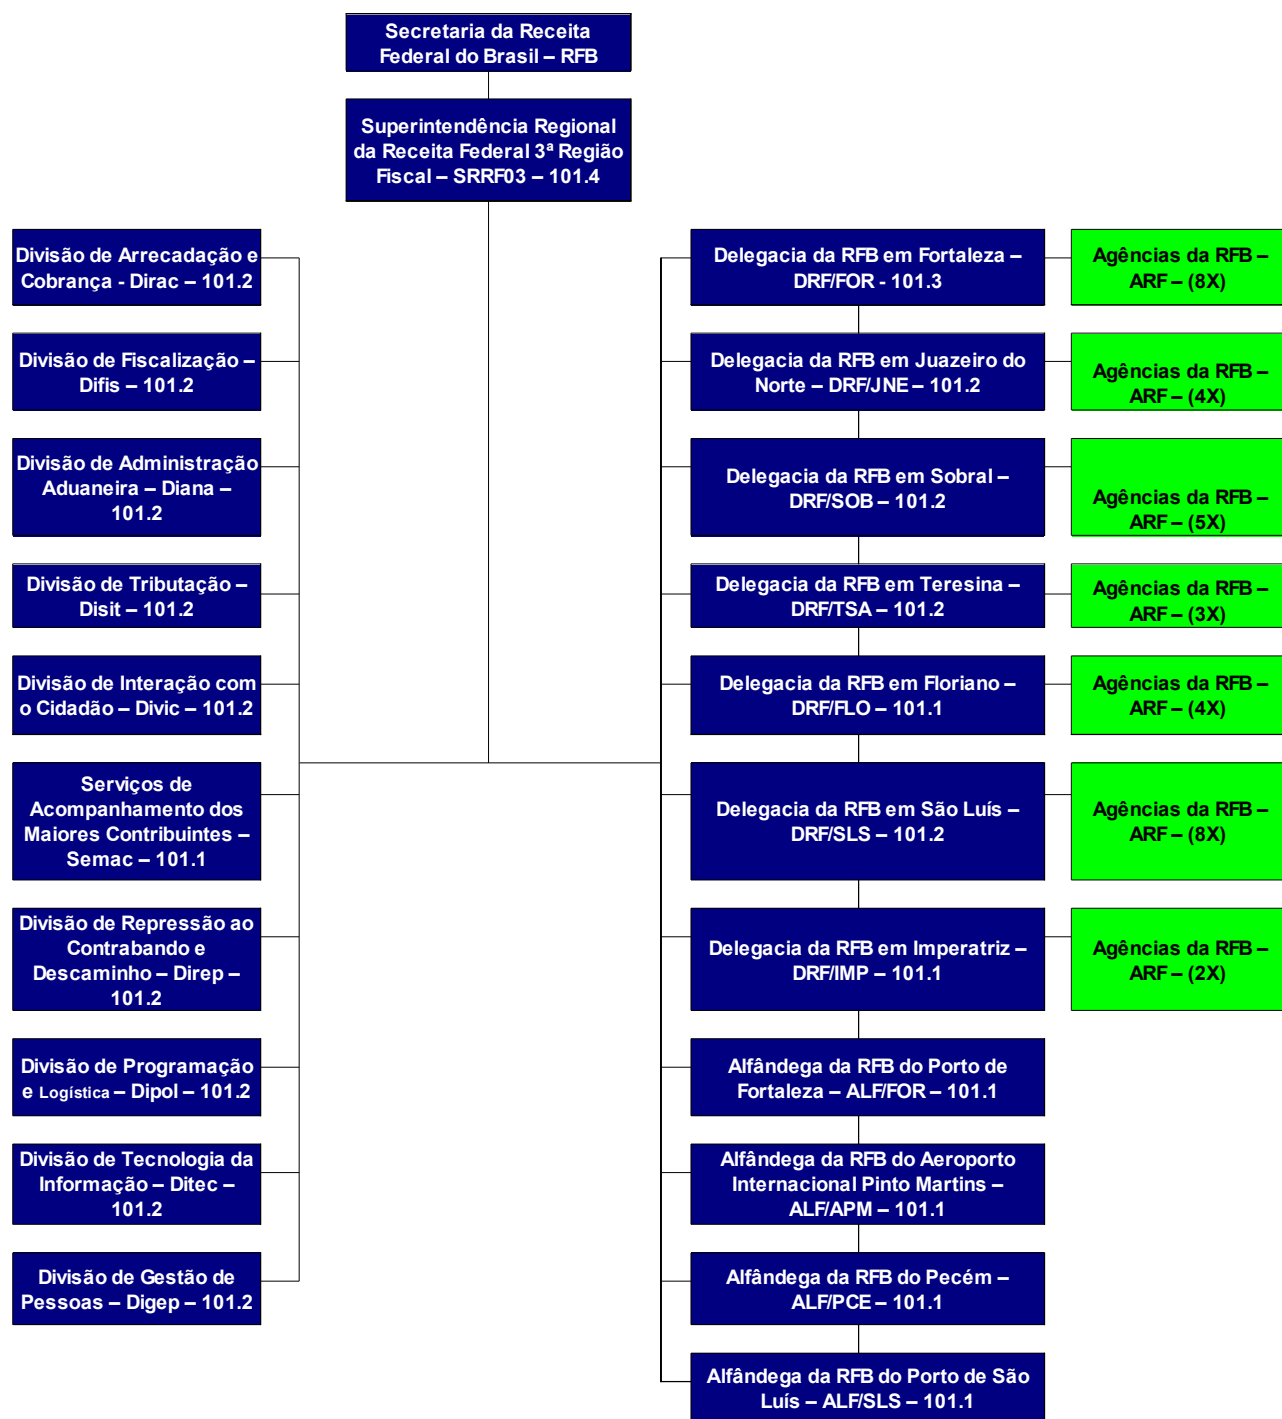 Secretaria da Receita
Federal do Brasil – RFB
Superintendência Regional
da Receita Federal 3ª Região
Fiscal – SRRF03 – 101.4
Divisão de Arrecadação e
Cobrança - Dirac – 101.2
Divisão de Fiscalização –
Difis – 101.2
Divisão de Administração
Aduaneira – Diana –
101.2
Divisão de Tributação –
Disit – 101.2
Divisão de Interação com
o Cidadão – Divic – 101.2
Serviços de
Acompanhamento dos
Maiores Contribuintes –
Semac – 101.1
Divisão de Repressão ao
Contrabando e
Descaminho – Direp –
101.2
Divisão de Programação
e Logística – Dipol – 101.2
Divisão de Tecnologia da
Informação – Ditec –
101.2
Divisão de Gestão de
Pessoas – Digep – 101.2
Delegacia da RFB em Fortaleza –
DRF/FOR - 101.3
Agências da RFB –
ARF – (8X)
Delegacia da RFB em Juazeiro do
Norte – DRF/JNE – 101.2
Agências da RFB –
ARF – (4X)
Delegacia da RFB em Sobral –
DRF/SOB – 101.2
Agências da RFB –
ARF – (5X)
Delegacia da RFB em Teresina –
DRF/TSA – 101.2
Agências da RFB –
ARF – (3X)
Delegacia da RFB em Floriano –
DRF/FLO – 101.1
Agências da RFB –
ARF – (4X)
Delegacia da RFB em São Luís –
DRF/SLS – 101.2
Agências da RFB –
ARF – (8X)
Delegacia da RFB em Imperatriz –
DRF/IMP – 101.1
Agências da RFB –
ARF – (2X)
Alfândega da RFB do Porto de
Fortaleza – ALF/FOR – 101.1
Alfândega da RFB do Aeroporto
Internacional Pinto Martins –
ALF/APM – 101.1
Alfândega da RFB do Pecém –
ALF/PCE – 101.1
Alfândega da RFB do Porto de São
Luís – ALF/SLS – 101.1